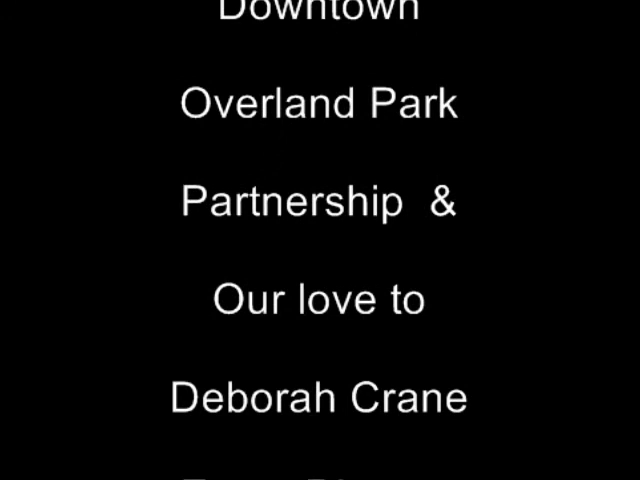 Downtown
Overland Park
Partnership &
Our love to
Deborah Crane